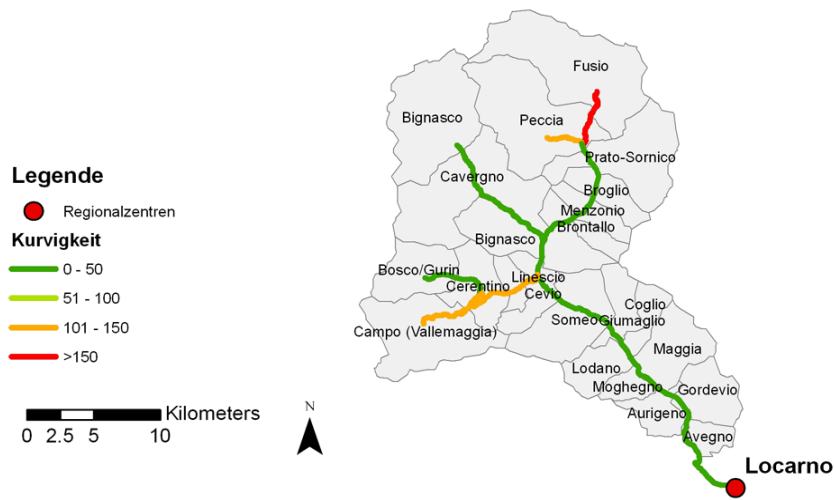 Fusio
Bignasco
Peccia
Prato-Sornico
Legende
Cavergno
Broglio
Regionalzentren
Menzonio
Brontallo
Kurvigkeit
Bignasco
0 - 50
Bosco/Gurin
Linescio
Cerentino
Cevio
51 - 100
Coglio
Someo
Giumaglio
101 - 150
Campo (Vallemaggia)
Maggia
>150
Lodano
Moghegno
Gordevio
Kilometers
N
Aurigeno
0 2.5 5 10
Avegno
Locarno